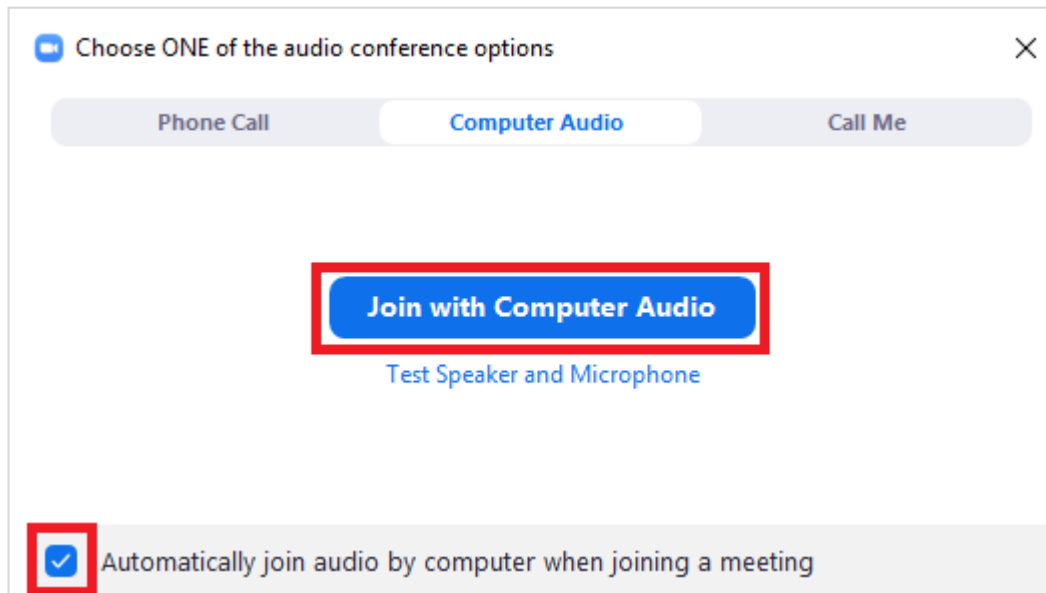 Choose ONE of the audio conference options
Phone Call Computer Audio Call Me
Join with Computer Audio
Test Speaker and Microphone
Automatically join audio by computer when joining a meeting